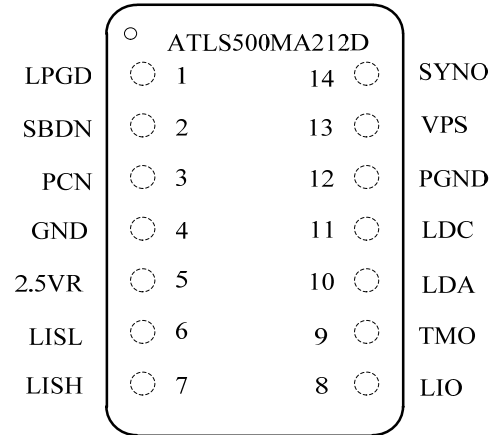 ATLS500MA212D
LPGD 1 14 SYNO
SBDN 2 13 VPS
PCN 3 12 PGND
GND 4 11 LDC
2.5VR 5 10 LDA
LISL 6 9 TMO
LISH 7 8 LIO